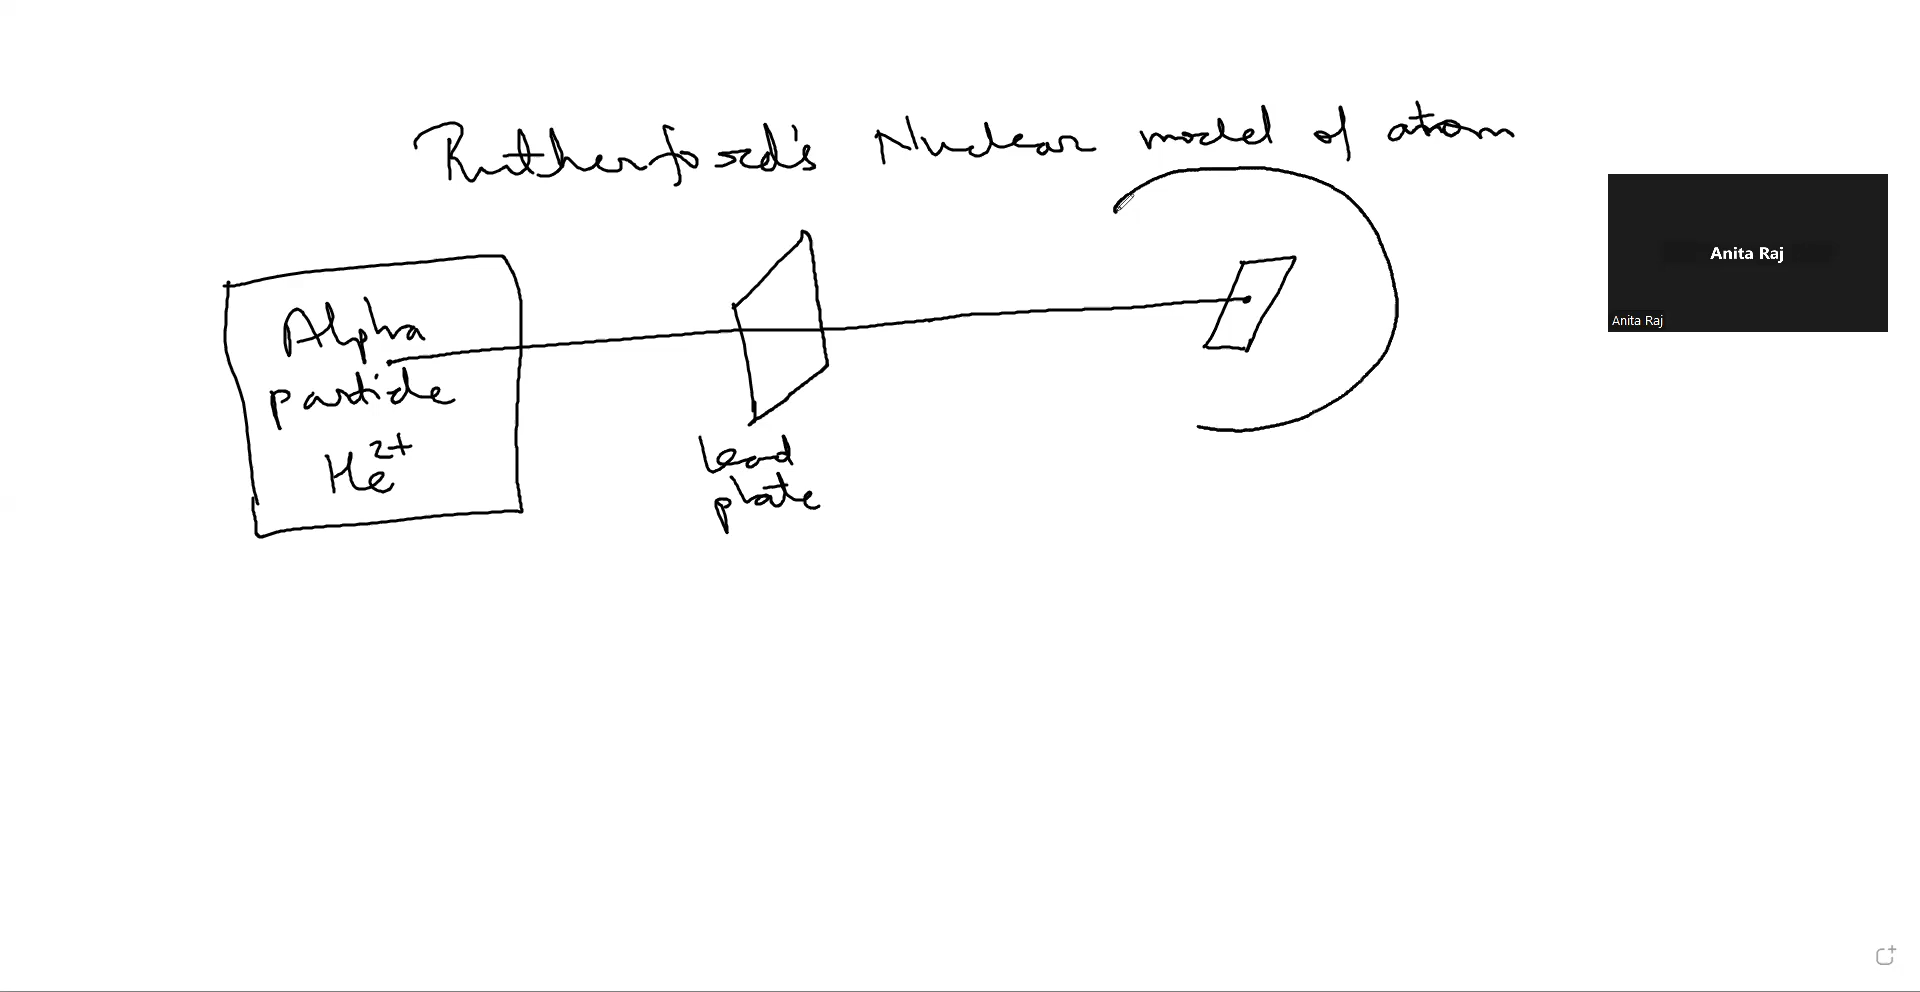 Rutherford's Nuclear model of atom
Alpha
particle
He2+
Lead
plate
Anita Raj
Anita Raj